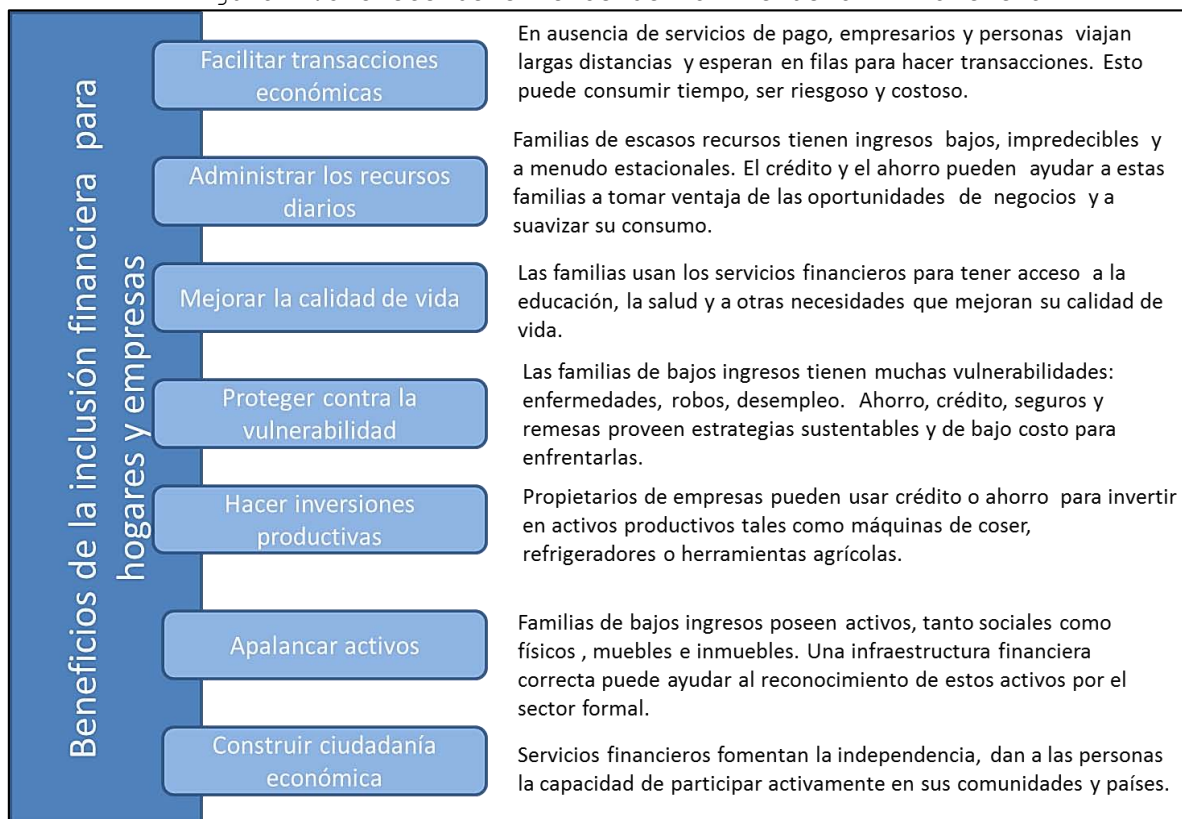 Beneficios de la inclusión financiera para
hogares y empresas
Facilitar transacciones
económicas
En ausencia de servicios de pago, empresarios y personas viajan
largas distancias y esperan en filas para hacer transacciones. Esto
puede consumir tiempo, ser riesgoso y costoso.
Administrar los recursos
diarios
Familias de escasos recursos tienen ingresos bajos, impredecibles y
a menudo estacionales. El crédito y el ahorro pueden ayudar a estas
familias a tomar ventaja de las oportunidades de negocios y a
suavizar su consumo.
Mejorar la calidad de vida
Las familias usan los servicios financieros para tener acceso a la
educación, la salud y a otras necesidades que mejoran su calidad de
vida.
Proteger contra la
vulnerabilidad
Las familias de bajos ingresos tienen muchas vulnerabilidades:
enfermedades, robos, desempleo. Ahorro, crédito, seguros y
remesas proveen estrategias sustentables y de bajo costo para
enfrentarlas.
Hacer inversiones
productivas
Propietarios de empresas pueden usar crédito o ahorro para invertir
en activos productivos tales como máquinas de coser,
refrigeradores o herramientas agrícolas.
Apalancar activos
Familias de bajos ingresos poseen activos, tanto sociales como
físicos , muebles e inmuebles. Una infraestructura financiera
correcta puede ayudar al reconocimiento de estos activos por el
sector formal.
Construir ciudadanía
económica
Servicios financieros fomentan la independencia, dan a las personas
la capacidad de participar activamente en sus comunidades y países.